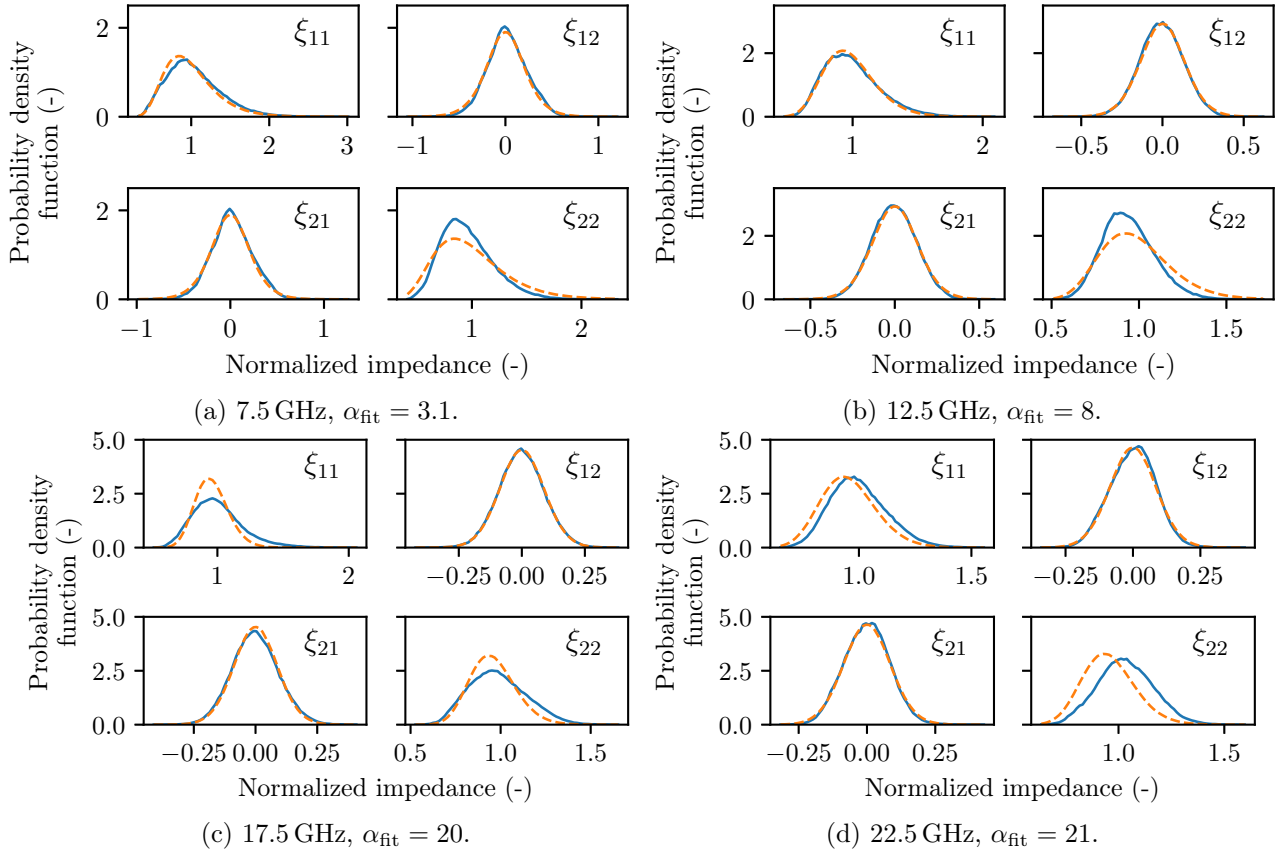 Probability density
function (-)
2
0
ξ11
1 2 3
ξ12
−1 0 1
2
0
ξ21
−1 0 1
ξ22
1 2
Normalized impedance (-)
(a) 7.5 GHz, αfit = 3.1.
Probability density
function (-)
2
0
ξ11
1 2
ξ12
−0.5 0.0 0.5
2
0
ξ21
−0.5 0.0 0.5
ξ22
0.5 1.0 1.5
Normalized impedance (-)
(b) 12.5 GHz, αfit = 8.
Probability density
function (-)
5.0
2.5
0.0
ξ11
1 2
ξ12
−0.25 0.00 0.25
5.0
2.5
0.0
ξ21
−0.25 0.00 0.25
ξ22
0.5 1.0 1.5
Normalized impedance (-)
(c) 17.5 GHz, αfit = 20.
Probability density
function (-)
5.0
2.5
0.0
ξ11
1.0 1.5
ξ12
−0.25 0.00 0.25
5.0
2.5
0.0
ξ21
−0.25 0.00 0.25
ξ22
1.0 1.5
Normalized impedance (-)
(d) 22.5 GHz, αfit = 21.